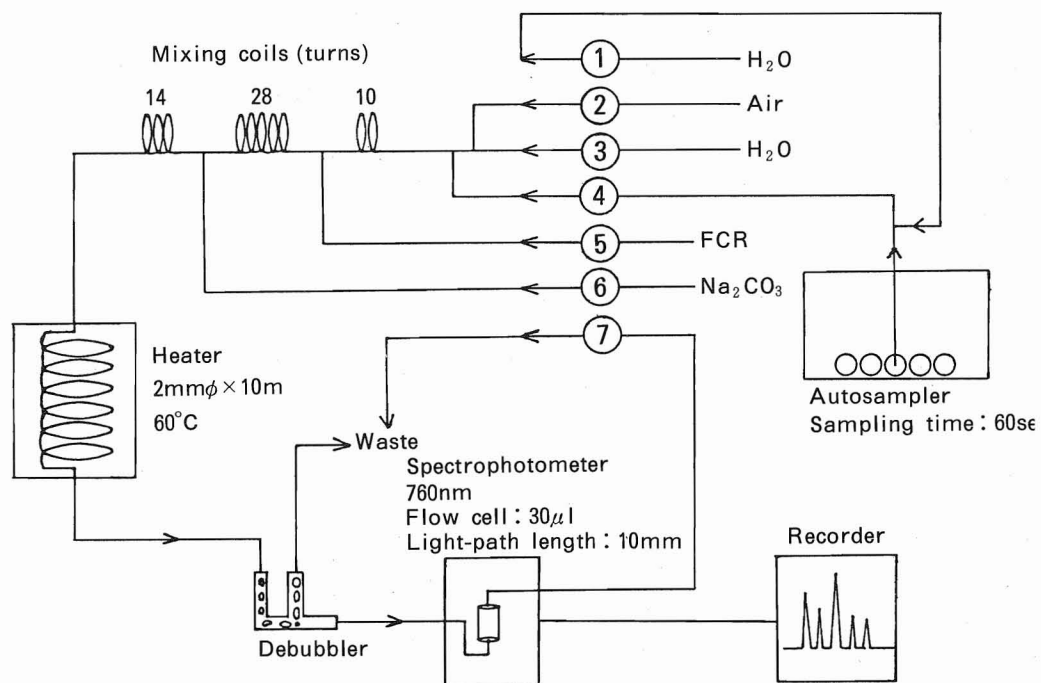 Mixing coils (turns)
14
28
10
1
H₂O
2
Air
3
H₂O
4
5
FCR
6
Na₂CO₃
7
Heater
2mmφ×10m
60°C
Autosampler
Sampling time : 60se
Waste
Spectrophotometer
760nm
Flow cell : 30μl
Light-path length : 10mm
Recorder
Debubbler